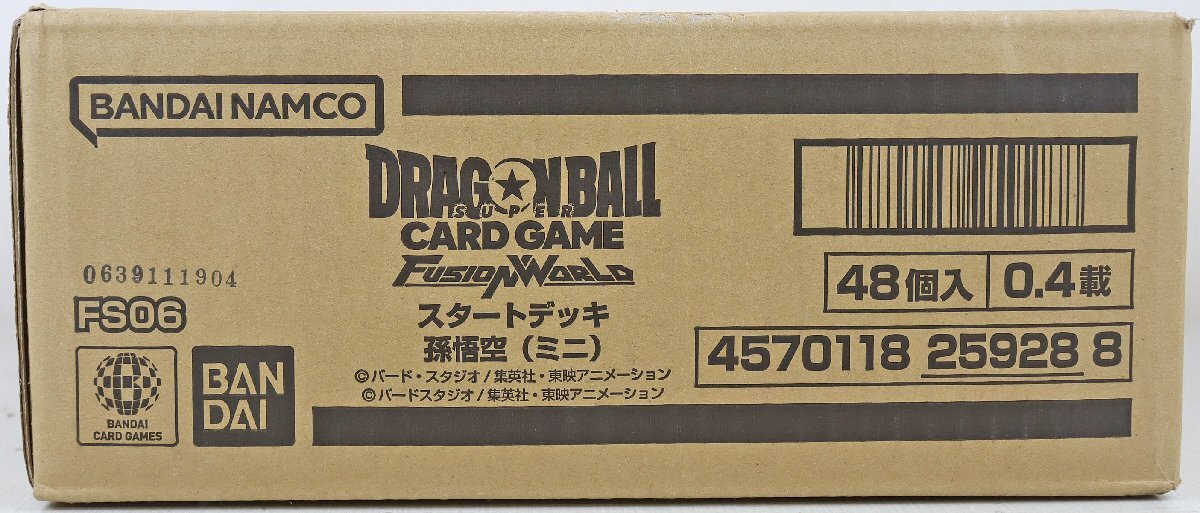 BANDAI NAMCO
DRAGONBALL
SUPER
CARD GAME
FUSION WORLD
スタートデッキ
孫悟空（ミニ）
©バード・スタジオ/集英社・東映アニメーション
©バードスタジオ/集英社・東映アニメーション
0639111904
FS06
BANDAI
CARD GAMES
BAN
DAI
48個入 0.4載
4570118 25928 8